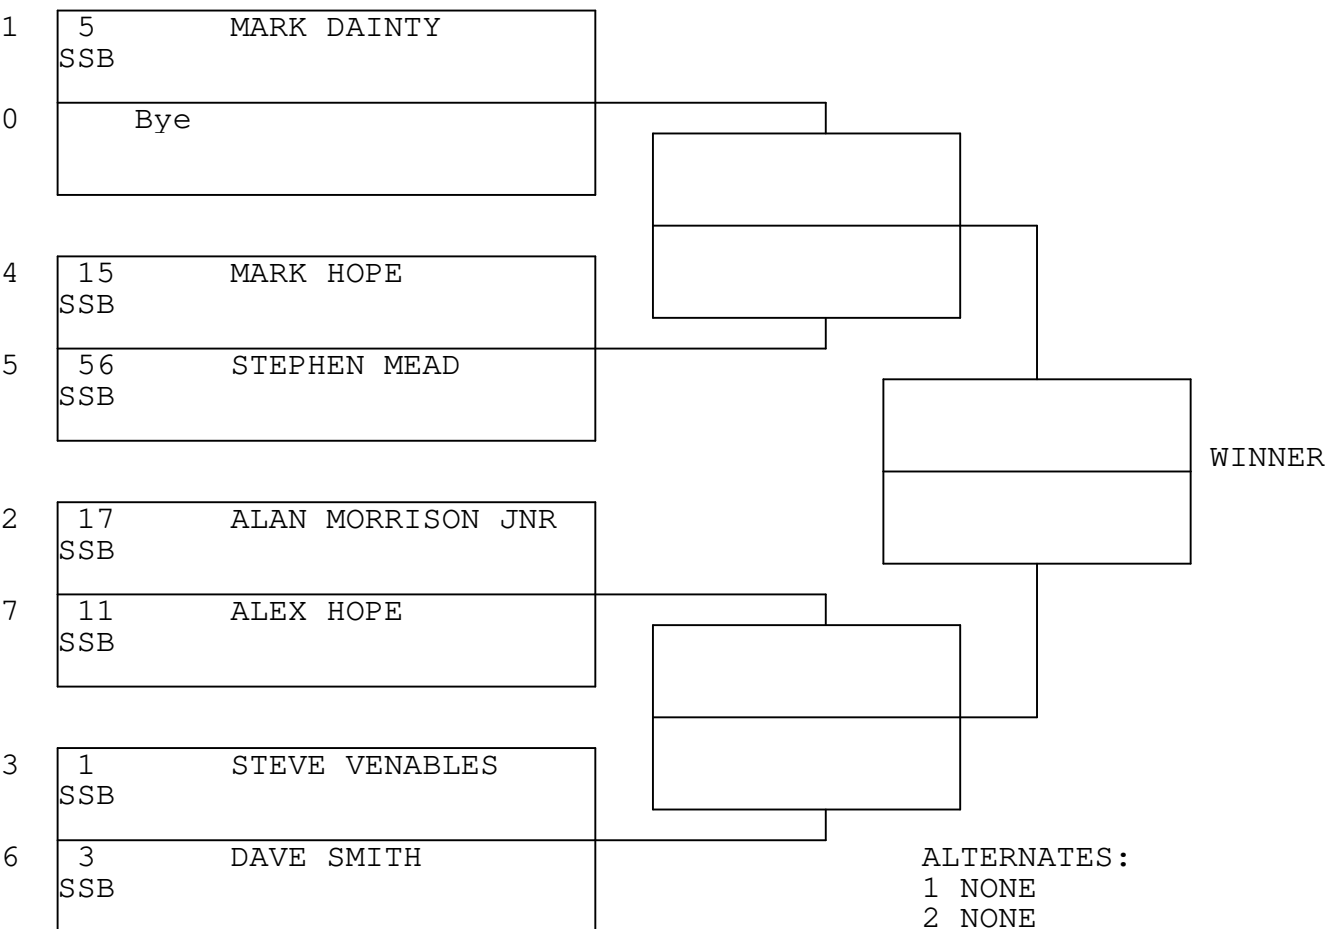 1 5 MARK DAINTY
SSB
0 Bye
4 15 MARK HOPE
SSB
5 56 STEPHEN MEAD
SSB
WINNER
2 17 ALAN MORRISON JNR
SSB
7 11 ALEX HOPE
SSB
3 1 STEVE VENABLES
SSB
6 3 DAVE SMITH
SSB
ALTERNATES:
1 NONE
2 NONE